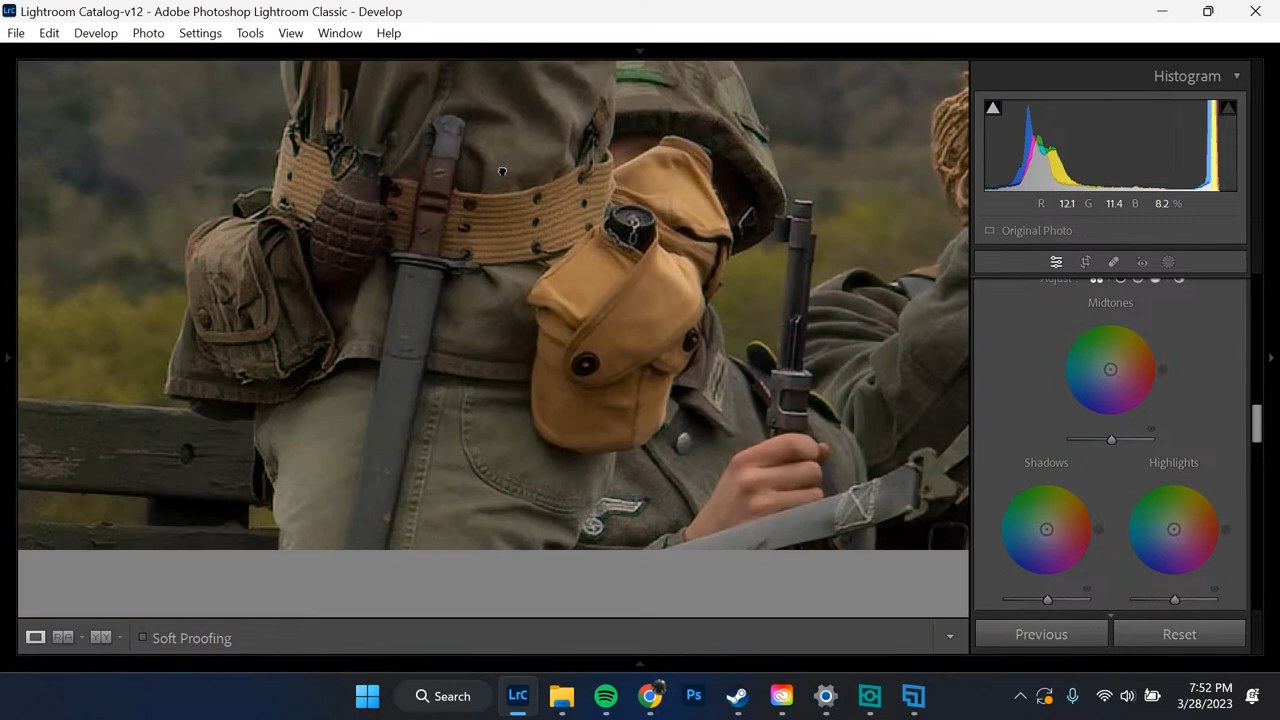 Lightroom Catalog-v12 - Adobe Photoshop Lightroom Classic - Develop
File Edit Develop Photo Settings Tools View Window Help
Histogram
R 12.1 G 11.4 B 8.2 %
Original Photo
Midtones
Shadows Highlights
Soft Proofing
Previous Reset
Search
7:52 PM
3/28/2023
LrC
Ps